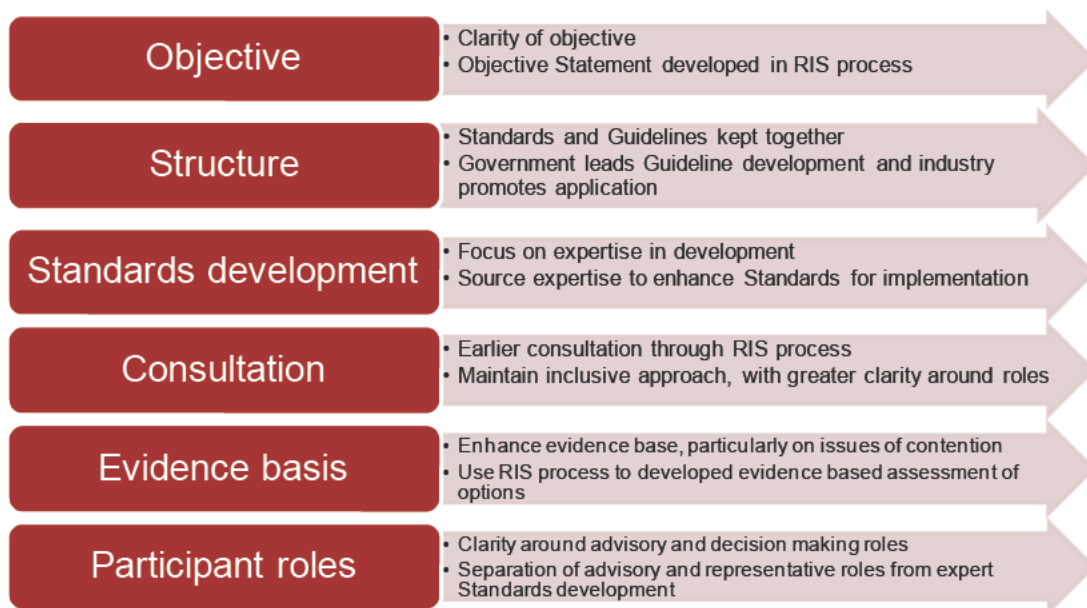 Objective
• Clarity of objective
• Objective Statement developed in RIS process
Structure
• Standards and Guidelines kept together
• Government leads Guideline development and industry
promotes application
Standards development
• Focus on expertise in development
• Source expertise to enhance Standards for implementation
Consultation
• Earlier consultation through RIS process
• Maintain inclusive approach, with greater clarity around roles
Evidence basis
• Enhance evidence base, particularly on issues of contention
• Use RIS process to developed evidence based assessment of
options
Participant roles
• Clarity around advisory and decision making roles
• Separation of advisory and representative roles from expert
Standards development